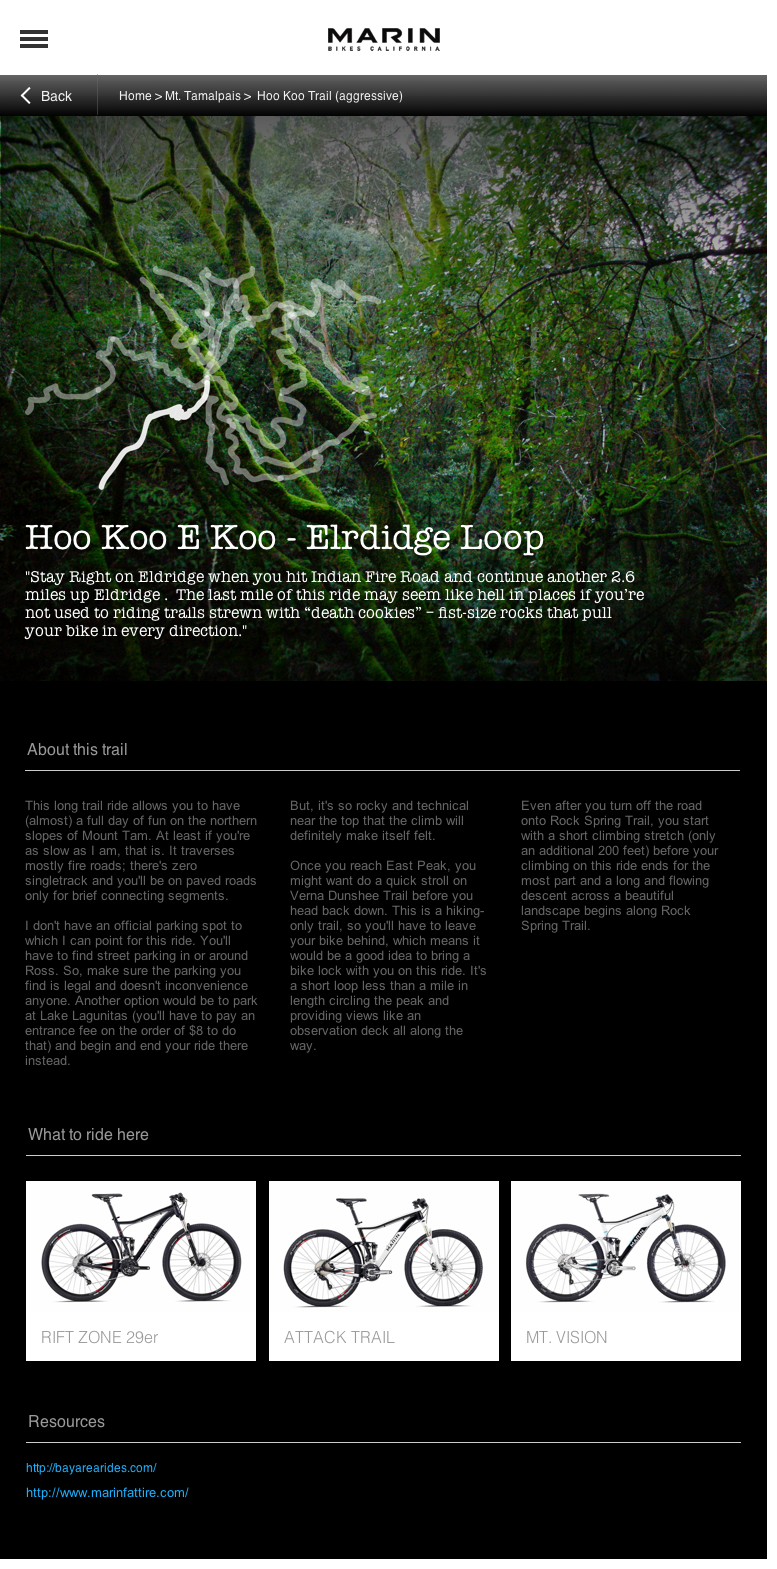 MARIN
BIKES CALIFORNIA
Back
Home > Mt. Tamalpais > Hoo Koo Trail (aggressive)
Hoo Koo E Koo - Elrdidge Loop
"Stay Right on Eldridge when you hit Indian Fire Road and continue another 2.6
miles up Eldridge .  The last mile of this ride may seem like hell in places if you’re
not used to riding trails strewn with “death cookies” – fist-size rocks that pull
your bike in every direction."
About this trail
This long trail ride allows you to have
(almost) a full day of fun on the northern
slopes of Mount Tam. At least if you're
as slow as I am, that is. It traverses
mostly fire roads; there's zero
singletrack and you'll be on paved roads
only for brief connecting segments.
I don't have an official parking spot to
which I can point for this ride. You'll
have to find street parking in or around
Ross. So, make sure the parking you
find is legal and doesn't inconvenience
anyone. Another option would be to park
at Lake Lagunitas (you'll have to pay an
entrance fee on the order of $8 to do
that) and begin and end your ride there
instead.
But, it's so rocky and technical
near the top that the climb will
definitely make itself felt.
Once you reach East Peak, you
might want do a quick stroll on
Verna Dunshee Trail before you
head back down. This is a hiking-
only trail, so you'll have to leave
your bike behind, which means it
would be a good idea to bring a
bike lock with you on this ride. It's
a short loop less than a mile in
length circling the peak and
providing views like an
observation deck all along the
way.
Even after you turn off the road
onto Rock Spring Trail, you start
with a short climbing stretch (only
an additional 200 feet) before your
climbing on this ride ends for the
most part and a long and flowing
descent across a beautiful
landscape begins along Rock
Spring Trail.
What to ride here
RIFT ZONE 29er
ATTACK TRAIL
MT. VISION
Resources
http://bayarearides.com/
http://www.marinfattire.com/